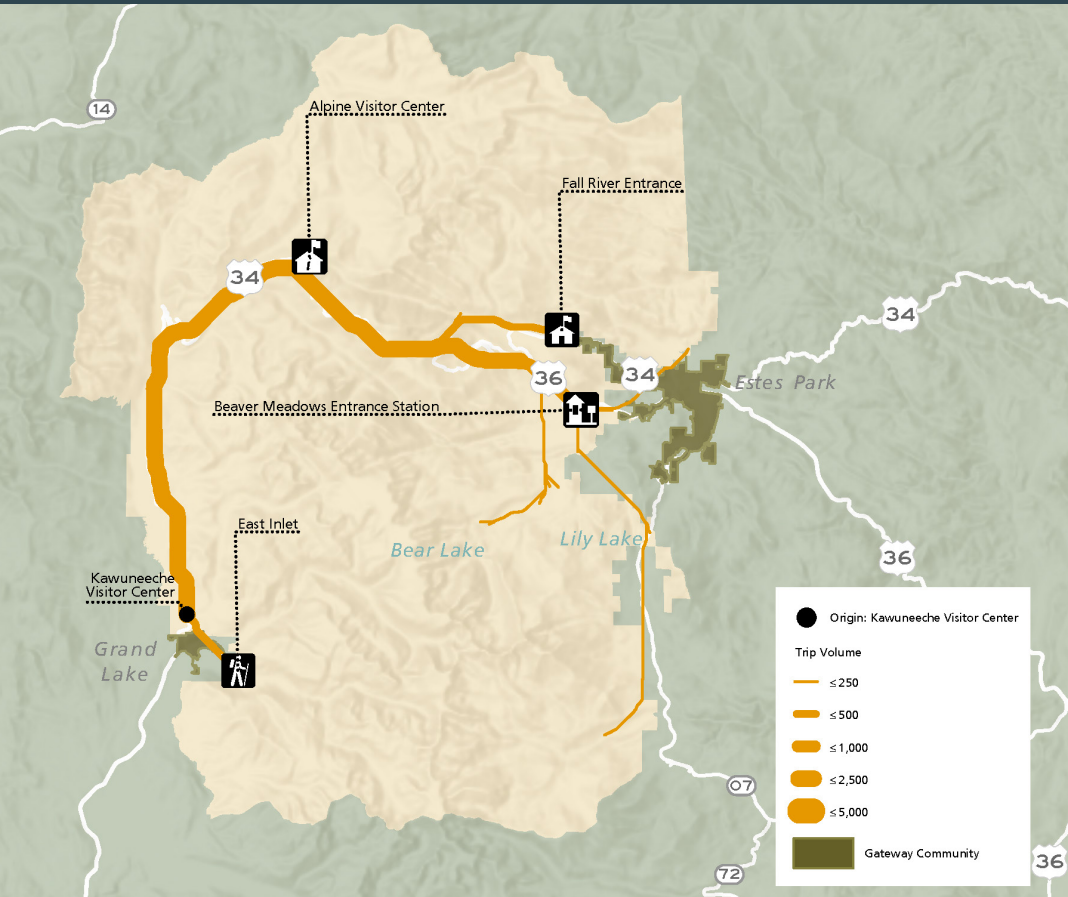 14
Alpine Visitor Center
Fall River Entrance
34
34
36
34
Estes Park
Beaver Meadows Entrance Station
East Inlet
Bear Lake
Lily Lake
36
Kawuneeche
Visitor Center
Grand
Lake
Origin: Kawuneeche Visitor Center
Trip Volume
≤ 250
≤ 500
≤ 1,000
≤ 2,500
≤ 5,000
Gateway Community
07
72
36